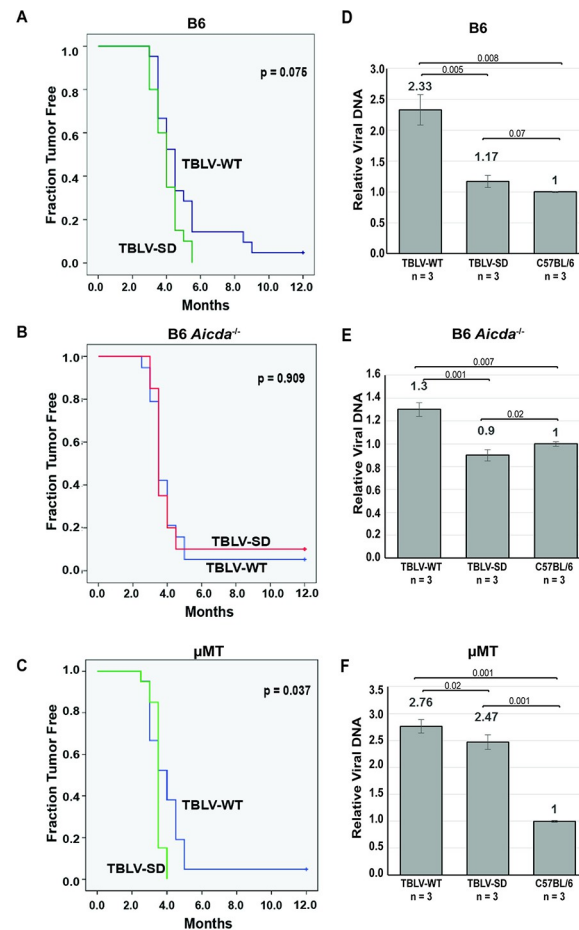 A
B6
1.0
0.8
0.6
0.4
0.2
0.0
Fraction Tumor Free
p = 0.075
TBLV-WT
TBLV-SD
0.0 2.0 4.0 6.0 8.0 10.0 12.0
Months
D
B6
3.0
2.5
2.0
1.5
1.0
0.5
0.0
Relative Viral DNA
0.008
0.005
0.07
2.33
1.17
1
TBLV-WT TBLV-SD C57BL/6
n = 3 n = 3 n = 3
B
B6 Aicda-/-
1.0
0.8
0.6
0.4
0.2
0.0
Fraction Tumor Free
p = 0.909
TBLV-SD
TBLV-WT
0.0 2.0 4.0 6.0 8.0 10.0 12.0
Months
E
B6 Aicda-/-
1.6
1.4
1.2
1.0
0.8
0.6
0.4
0.2
0.0
Relative Viral DNA
0.007
0.001
0.02
1.3
0.9
1
TBLV-WT TBLV-SD C57BL/6
n = 3 n = 3 n = 3
C
µMT
1.0
0.8
0.6
0.4
0.2
0.0
Fraction Tumor Free
p = 0.037
TBLV-WT
TBLV-SD
0.0 2.0 4.0 6.0 8.0 10.0 12.0
Months
F
µMT
3.5
3.0
2.5
2.0
1.5
1.0
0.5
0.0
Relative Viral DNA
0.001
0.02
0.001
2.76
2.47
1
TBLV-WT TBLV-SD C57BL/6
n = 3 n = 3 n = 3